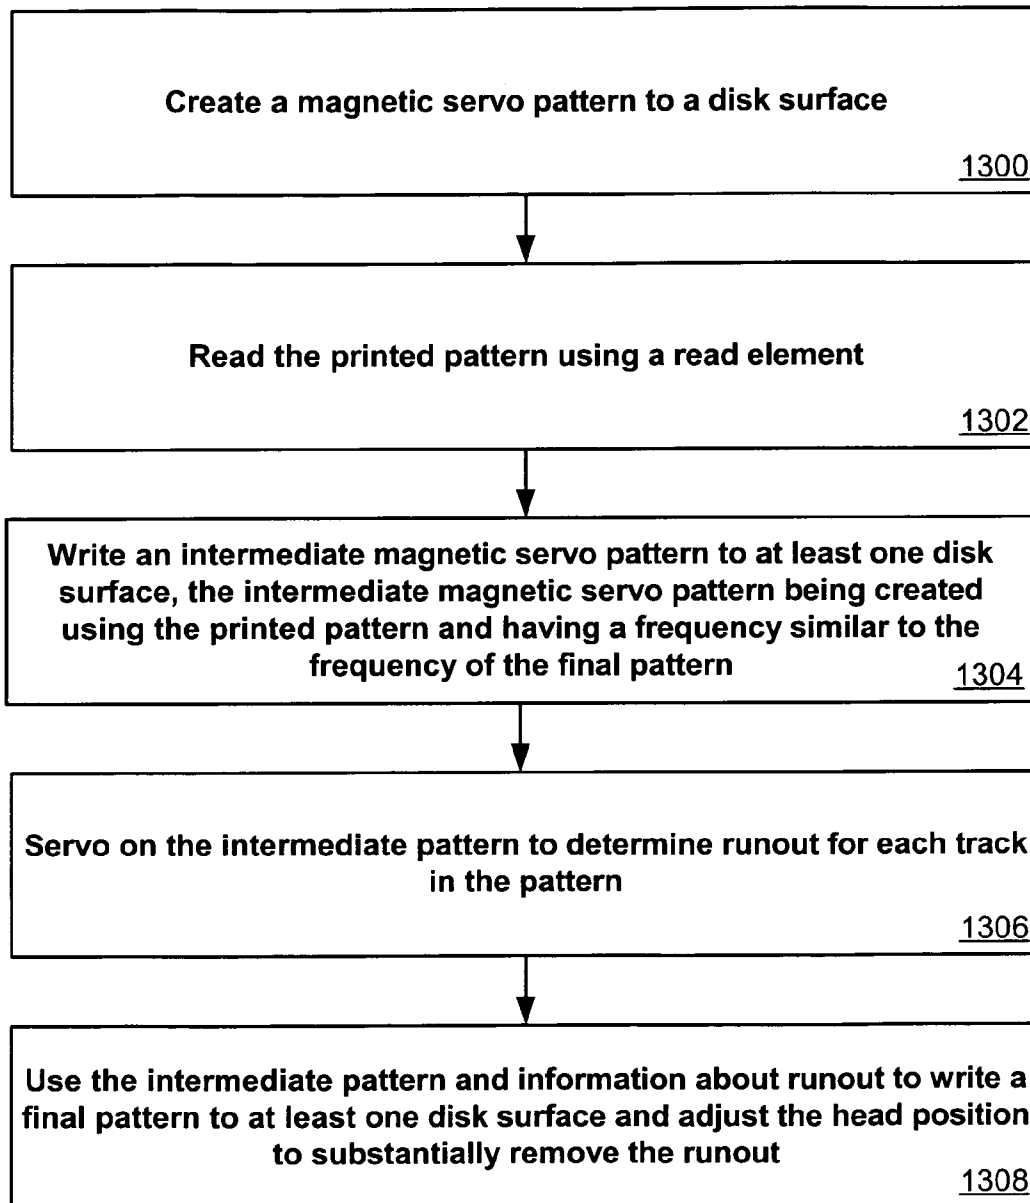 Create a magnetic servo pattern to a disk surface
1300
Read the printed pattern using a read element
1302
Write an intermediate magnetic servo pattern to at least one disk
surface, the intermediate magnetic servo pattern being created
using the printed pattern and having a frequency similar to the
frequency of the final pattern
1304
Servo on the intermediate pattern to determine runout for each track
in the pattern
1306
Use the intermediate pattern and information about runout to write a
final pattern to at least one disk surface and adjust the head position
to substantially remove the runout
1308